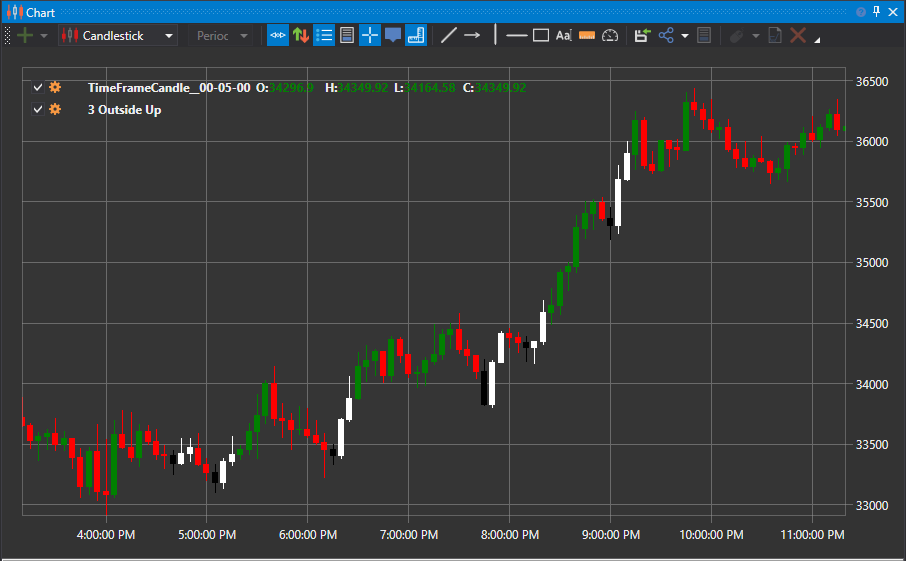 Chart
Candlestick Perioc Aa
TimeFrameCandle_00-05-00 O:34296.9 H:34349.92 L:34164.58 C:34349.92
3 Outside Up
36500
36000
35500
35000
34500
34000
33500
33000
4:00:00 PM 5:00:00 PM 6:00:00 PM 7:00:00 PM 8:00:00 PM 9:00:00 PM 10:00:00 PM 11:00:00 PM